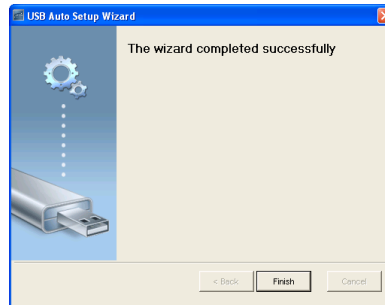 USB Auto Setup Wizard
The wizard completed successfully
< Back Finish Cancel